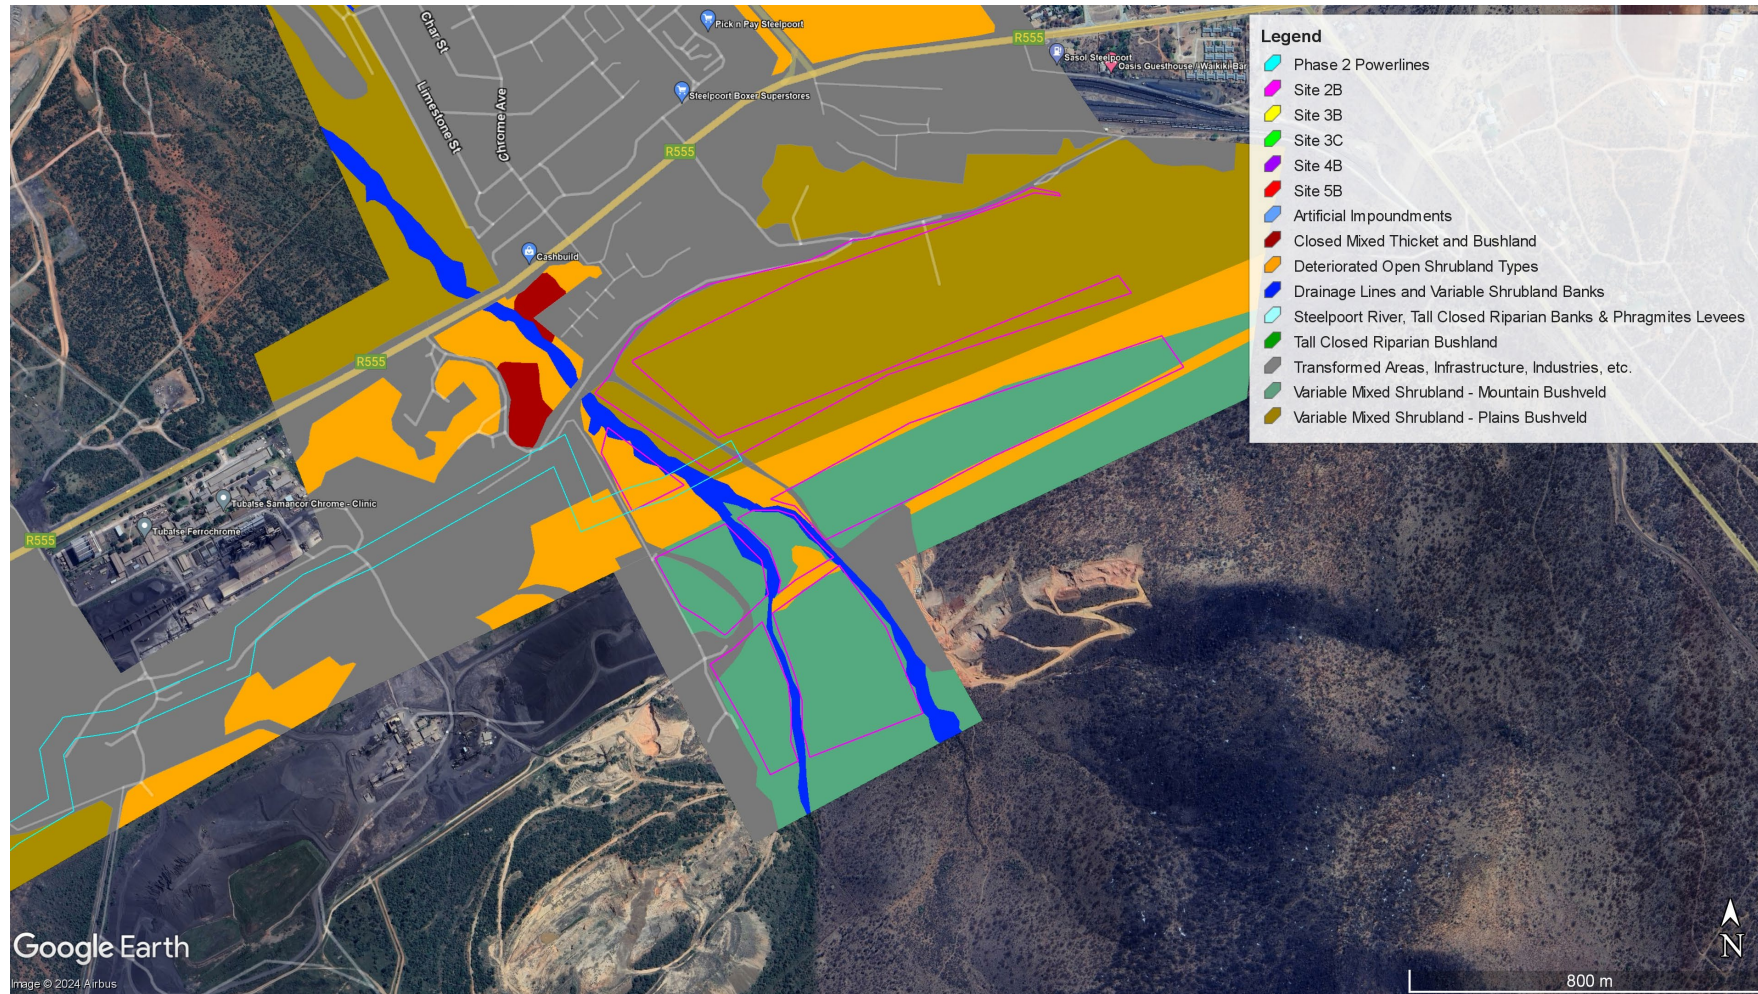 Char St
Pick n Pay Steelpoort
R555
Sasol Steelpoort
Oasis Guesthouse / Waikiki Bar
Limestone St
Chrome Ave
Steelpoort Boxer Superstores
R555
Cashbuild
R555
Tubatse Samancor Chrome - Clinic
Tubatse Ferrochrome
R555
Legend
Phase 2 Powerlines
Site 2B
Site 3B
Site 3C
Site 4B
Site 5B
Artificial Impoundments
Closed Mixed Thicket and Bushland
Deteriorated Open Shrubland Types
Drainage Lines and Variable Shrubland Banks
Steelpoort River, Tall Closed Riparian Banks & Phragmites Levees
Tall Closed Riparian Bushland
Transformed Areas, Infrastructure, Industries, etc.
Variable Mixed Shrubland - Mountain Bushveld
Variable Mixed Shrubland - Plains Bushveld
Google Earth
Image © 2024 Airbus
N
800 m